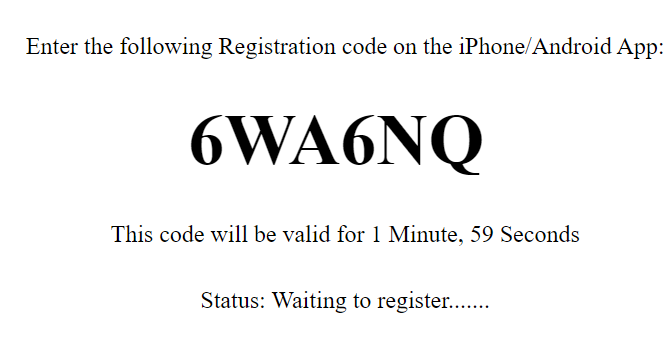 Enter the following Registration code on the iPhone/Android App:
6WA6NQ
This code will be valid for 1 Minute, 59 Seconds
Status: Waiting to register.......